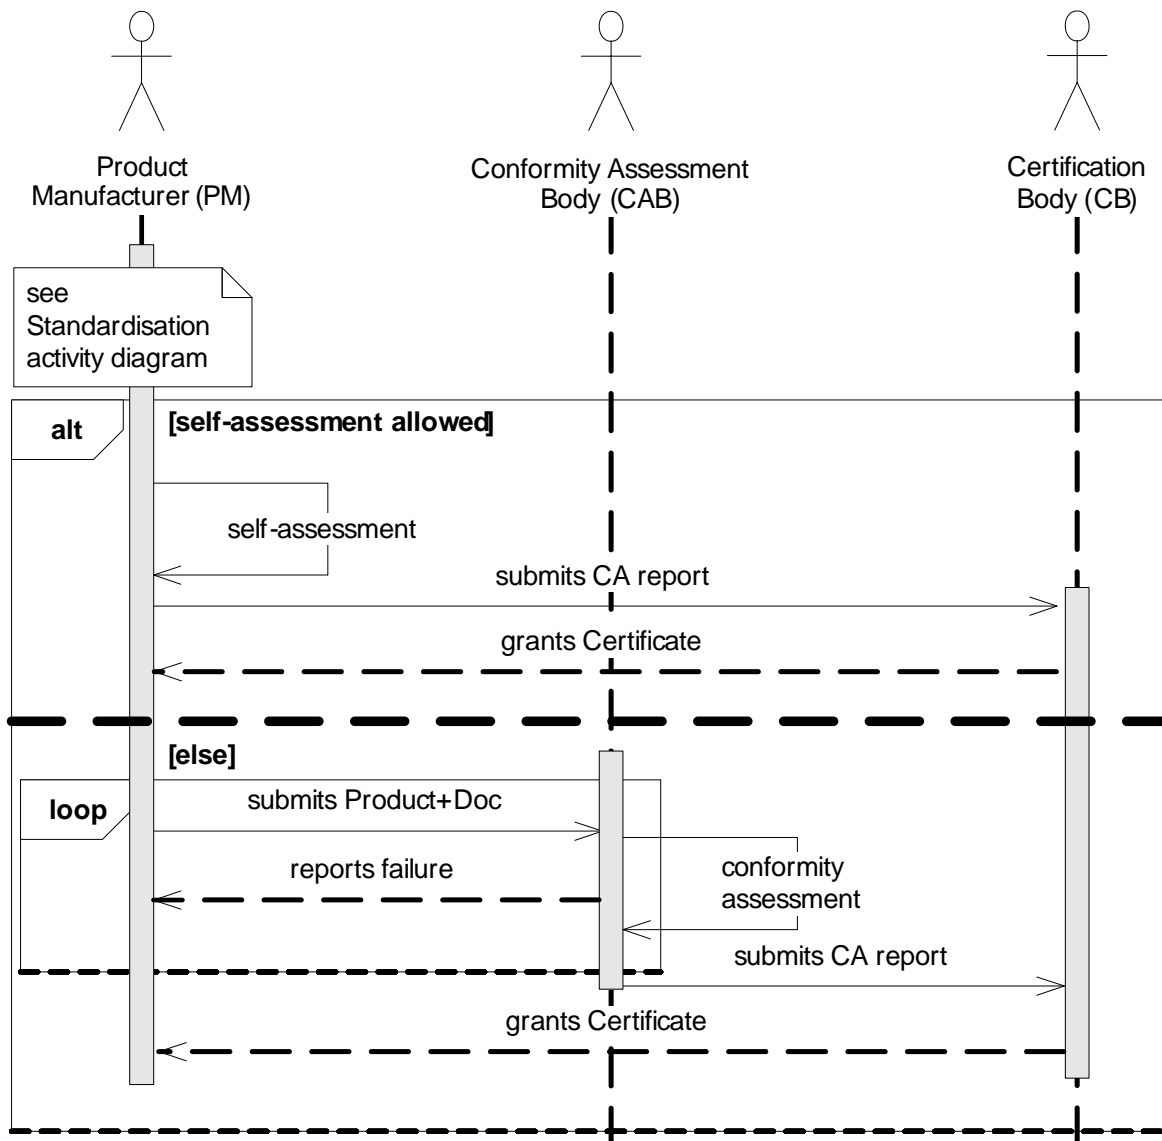 Product
Manufacturer (PM)
Conformity Assessment
Body (CAB)
Certification
Body (CB)
see
Standardisation
activity diagram
alt
[self-assessment allowed]
self-assessment
submits CA report
grants Certificate
[else]
loop
submits Product+Doc
reports failure
conformity
assessment
submits CA report
grants Certificate